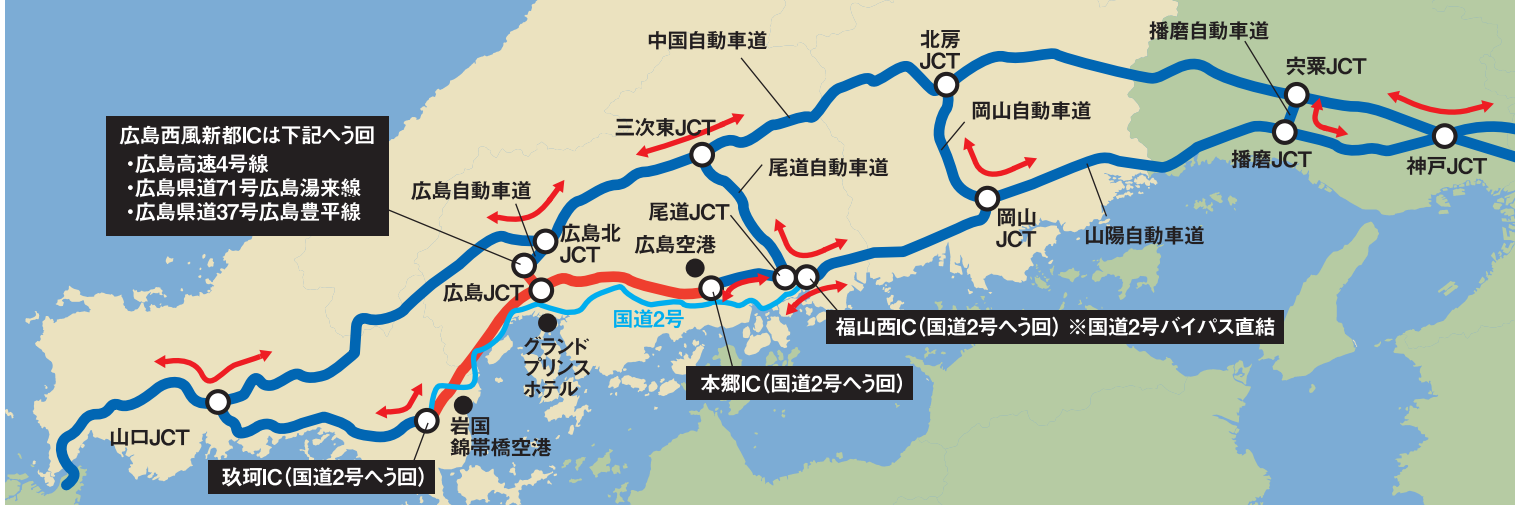 中国自動車道
北房
JCT
播磨自動車道
宍粟JCT
広島西風新都ICは下記へう回
・広島高速4号線
・広島県道71号広島湯来線
・広島県道37号広島豊平線
三次東JCT
岡山自動車道
播磨JCT
神戸JCT
広島自動車道
尾道自動車道
広島北
JCT
尾道JCT
広島空港
岡山
JCT
山陽自動車道
広島JCT
国道2号
福山西IC(国道2号へう回) ※国道2号バイパス直結
グランド
プリンス
ホテル
本郷IC(国道2号へう回)
山口JCT
岩国
錦帯橋空港
玖珂IC(国道2号へう回)